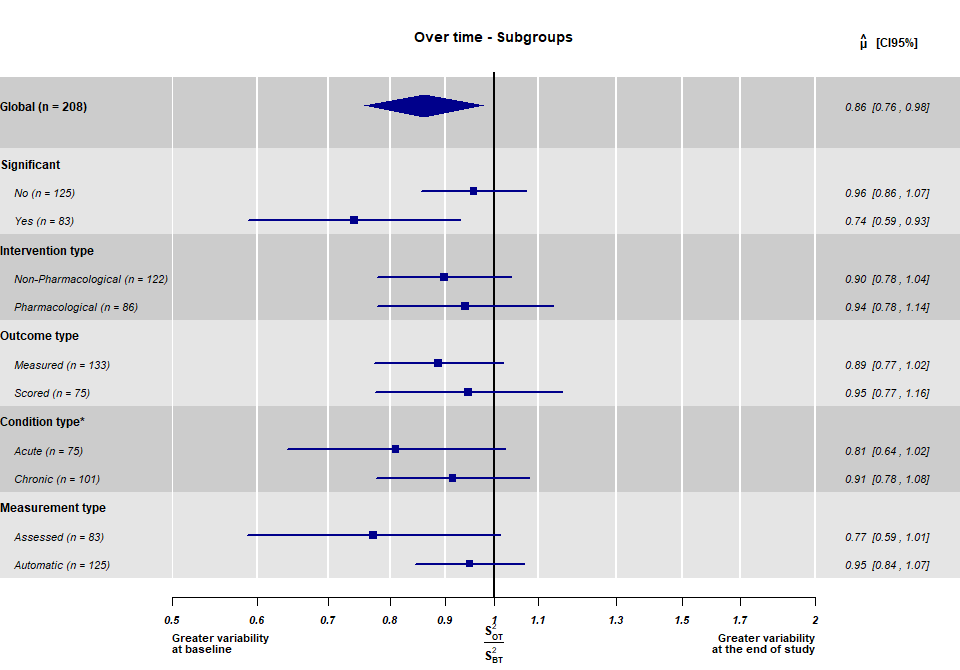 Over time - Subgroups
μ̂ [CI95%]
Global (n = 208) 0.86 [0.76 , 0.98]
Significant
No (n = 125) 0.96 [0.86 , 1.07]
Yes (n = 83) 0.74 [0.59 , 0.93]
Intervention type
Non-Pharmacological (n = 122) 0.90 [0.78 , 1.04]
Pharmacological (n = 86) 0.94 [0.78 , 1.14]
Outcome type
Measured (n = 133) 0.89 [0.77 , 1.02]
Scored (n = 75) 0.95 [0.77 , 1.16]
Condition type*
Acute (n = 75) 0.81 [0.64 , 1.02]
Chronic (n = 101) 0.91 [0.78 , 1.08]
Measurement type
Assessed (n = 83) 0.77 [0.59 , 1.01]
Automatic (n = 125) 0.95 [0.84 , 1.07]
0.5 0.6 0.7 0.8 0.9 1 1.1 1.3 1.5 1.7 2
Greater variability
at baseline
S²OT
S²BT
Greater variability
at the end of study